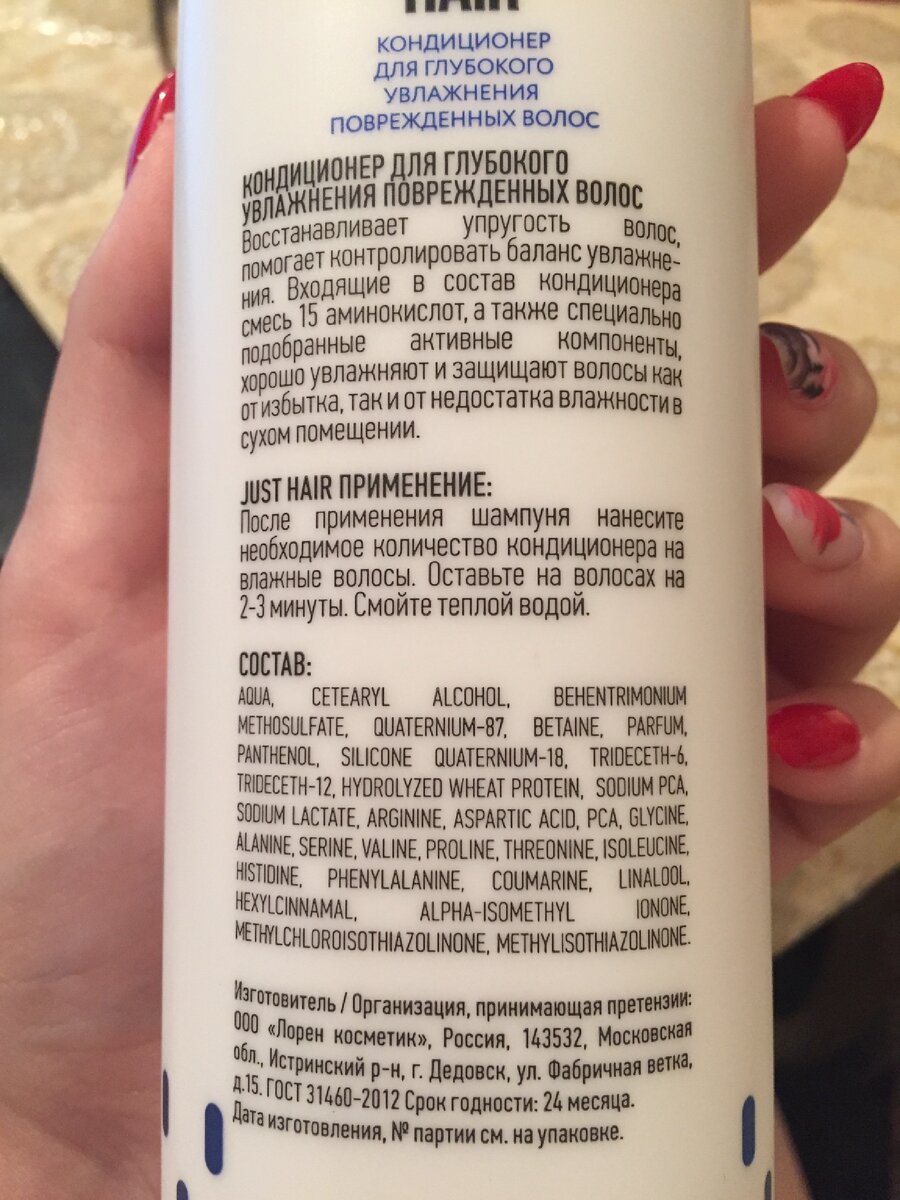 HAIR
КОНДИЦИОНЕР
ДЛЯ ГЛУБОКОГО
УВЛАЖНЕНИЯ
ПОВРЕЖДЕННЫХ ВОЛОС
КОНДИЦИОНЕР ДЛЯ ГЛУБОКОГО
УВЛАЖНЕНИЯ ПОВРЕЖДЕННЫХ ВОЛОС
Восстанавливает упругость волос,
помогает контролировать баланс увлажне-
ния. Входящие в состав кондиционера
смесь 15 аминокислот, а также специально
подобранные активные компоненты,
хорошо увлажняют и защищают волосы как
от избытка, так и от недостатка влажности в
сухом помещении.
JUST HAIR ПРИМЕНЕНИЕ:
После применения шампуня нанесите
необходимое количество кондиционера на
влажные волосы. Оставьте на волосах на
2-3 минуты. Смойте теплой водой.
СОСТАВ:
AQUA, CETEARYL ALCOHOL, BEHENTRIMONIUM
METHOSULFATE, QUATERNIUM-87, BETAINE, PARFUM,
PANTHENOL, SILICONE QUATERNIUM-18, TRIDECETH-6,
TRIDECETH-12, HYDROLYZED WHEAT PROTEIN, SODIUM PCA,
SODIUM LACTATE, ARGININE, ASPARTIC ACID, PCA, GLYCINE,
ALANINE, SERINE, VALINE, PROLINE, THREONINE, ISOLEUCINE,
HISTIDINE, PHENYLALANINE, COUMARINE, LINALOOL,
HEXYLCINNAMAL, ALPHA-ISOMETHYL IONONE,
METHYLCHLOROISOTHIAZOLINONE, METHYLISOTHIAZOLINONE.
Изготовитель / Организация, принимающая претензии:
ООО «Лорен косметик», Россия, 143532, Московская
обл., Истринский р-н, г. Дедовск, ул. Фабричная ветка,
д.15. ГОСТ 31460-2012 Срок годности: 24 месяца.
Дата изготовления, № партии см. на упаковке.